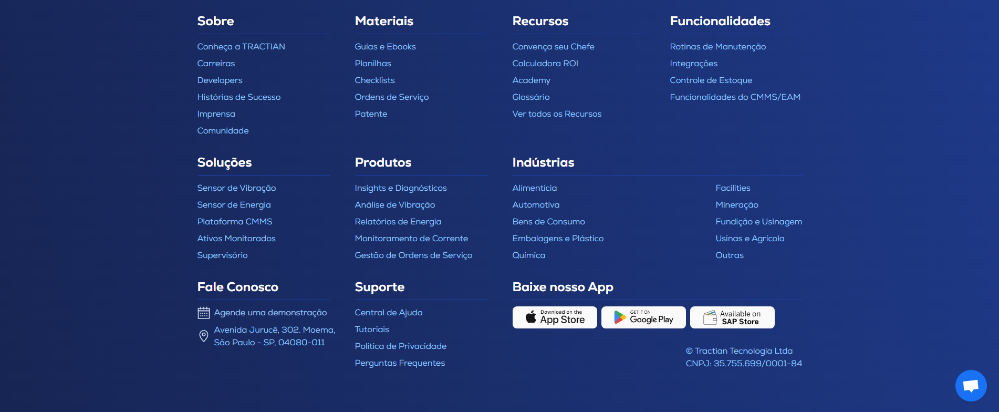 Sobre
Conheça a TRACTIAN
Carreiras
Developers
Histórias de Sucesso
Imprensa
Comunidade
Materiais
Guias e Ebooks
Planilhas
Checklists
Ordens de Serviço
Patente
Recursos
Convença seu Chefe
Calculadora ROI
Academy
Glossário
Ver todos os Recursos
Funcionalidades
Rotinas de Manutenção
Integrações
Controle de Estoque
Funcionalidades do CMMS/EAM
Soluções
Sensor de Vibração
Sensor de Energia
Plataforma CMMS
Ativos Monitorados
Supervisório
Produtos
Insights e Diagnósticos
Análise de Vibração
Relatórios de Energia
Monitoramento de Corrente
Gestão de Ordens de Serviço
Indústrias
Alimentícia
Automotiva
Bens de Consumo
Embalagens e Plástico
Química
Facilities
Mineração
Fundição e Usinagem
Usinas e Agrícola
Outras
Fale Conosco
Agende uma demonstração
Avenida Jurucê, 302. Moema,
São Paulo - SP, 04080-011
Suporte
Central de Ajuda
Tutoriais
Política de Privacidade
Perguntas Frequentes
Baixe nosso App
Download on the
App Store
GET IT ON
Google Play
Available on
SAP Store
© Tractian Tecnologia Ltda
CNPJ: 35.755.699/0001-84